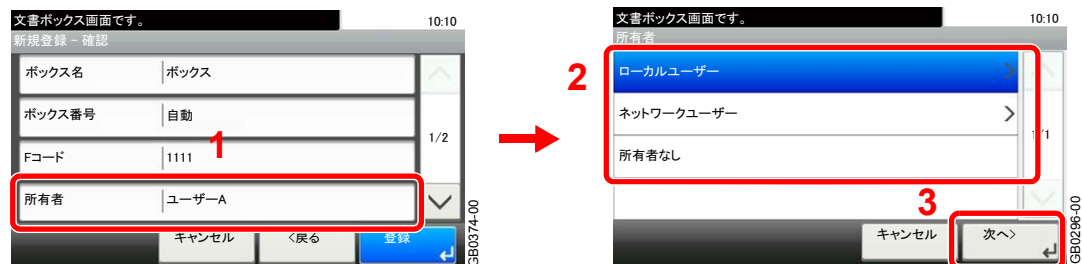 文書ボックス画面です。
10:10
新規登録 - 確認
ボックス名 ボックス
ボックス番号 自動
Fコード 1111
所有者 ユーザーA
1/2
キャンセル
<戻る
登録
GB0374-00
1
文書ボックス画面です。
10:10
所有者
ローカルユーザー
ネットワークユーザー
所有者なし
1/1
キャンセル
次へ>
GB0296-00
2
3